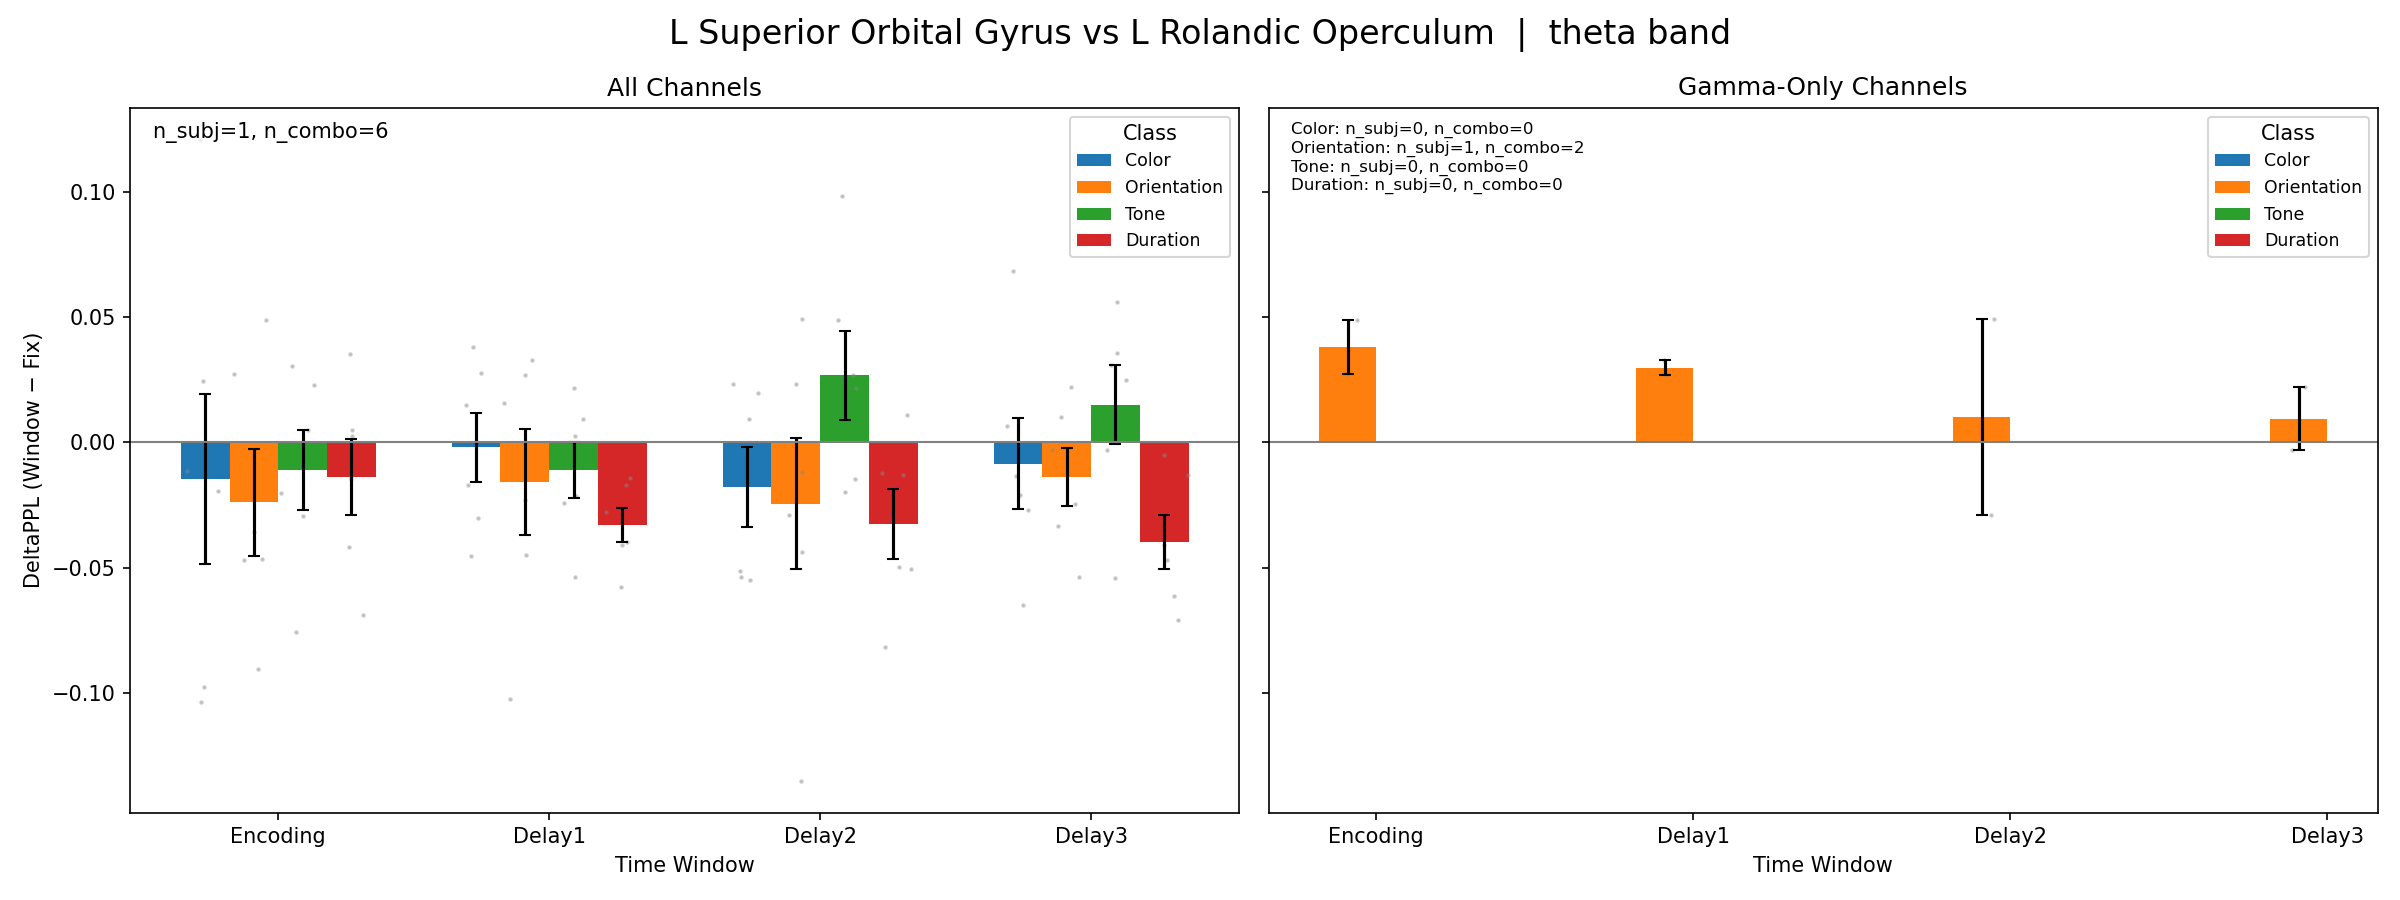 L Superior Orbital Gyrus vs L Rolandic Operculum | theta band
All Channels
n_subj=1, n_combo=6
Class
Color
Orientation
Tone
Duration
0.10
0.05
0.00
−0.05
−0.10
DeltaPPL (Window − Fix)
Encoding
Delay1
Delay2
Delay3
Time Window
Gamma-Only Channels
Color: n_subj=0, n_combo=0
Orientation: n_subj=1, n_combo=2
Tone: n_subj=0, n_combo=0
Duration: n_subj=0, n_combo=0
Class
Color
Orientation
Tone
Duration
Encoding
Delay1
Delay2
Delay3
Time Window